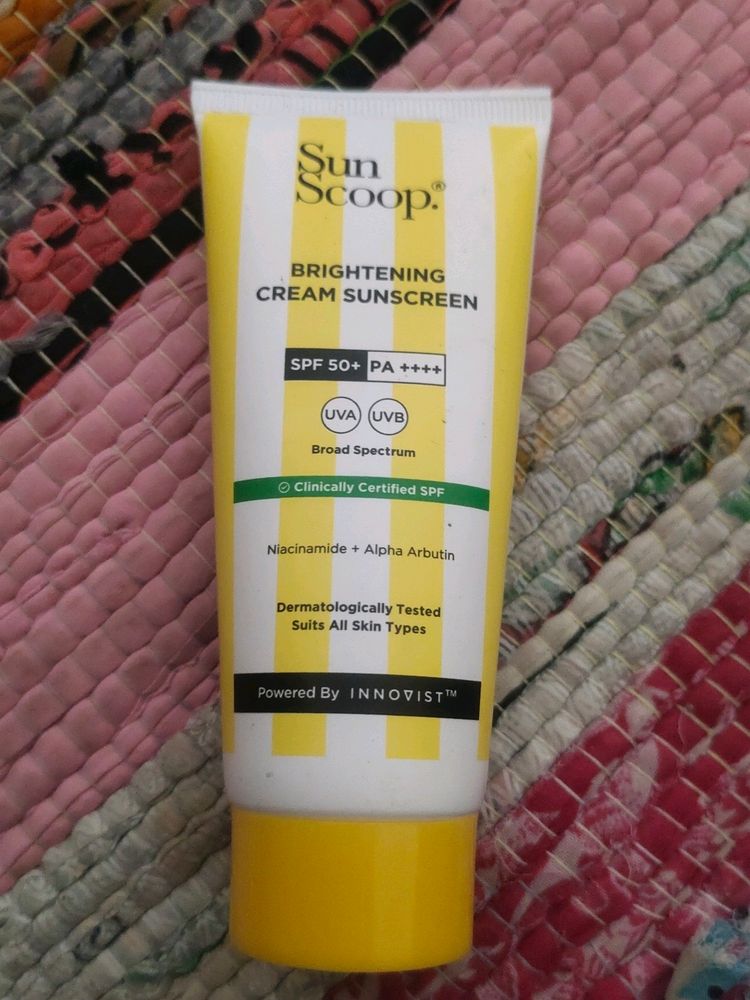 Sun
Scoop.®
BRIGHTENING
CREAM SUNSCREEN
SPF 50+ PA ++++
UVA UVB
Broad Spectrum
Clinically Certified SPF
Niacinamide + Alpha Arbutin
Dermatologically Tested
Suits All Skin Types
Powered By INNOVIST™